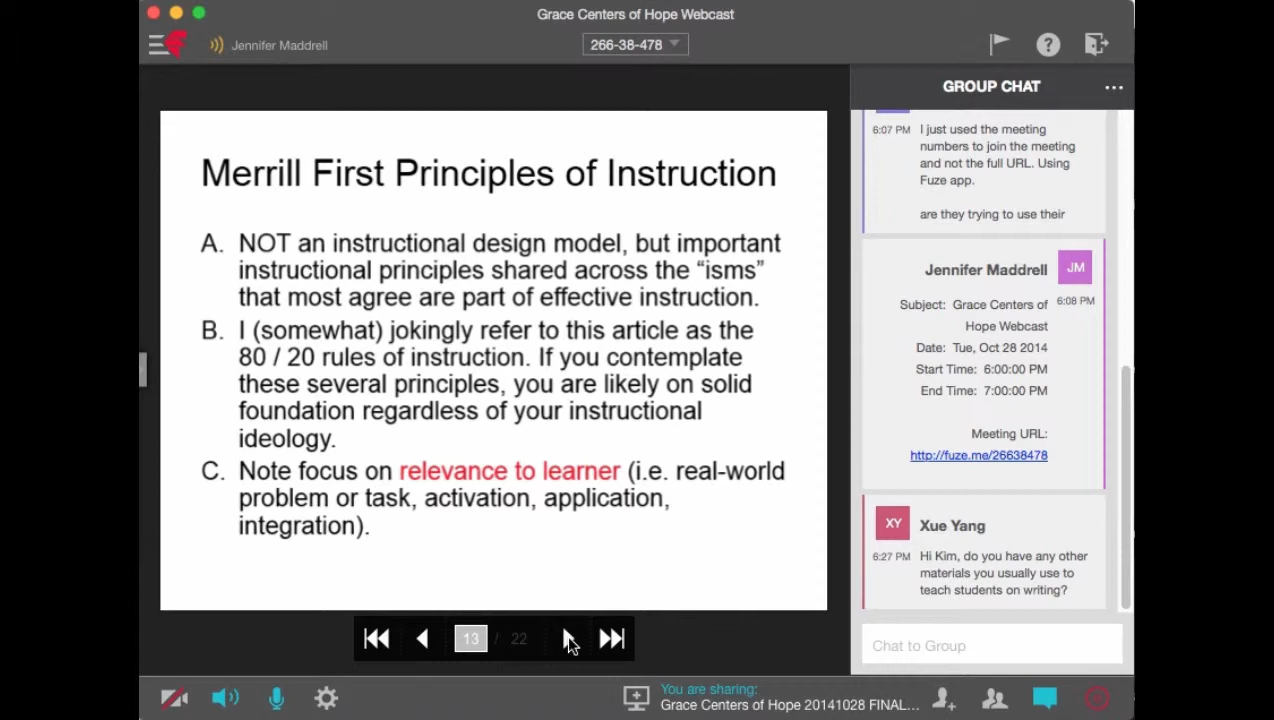 Grace Centers of Hope Webcast
Jennifer Maddrell
266-38-478
?
GROUP CHAT
Merrill First Principles of Instruction
A. NOT an instructional design model, but important
instructional principles shared across the “isms”
that most agree are part of effective instruction.
B. I (somewhat) jokingly refer to this article as the
80 / 20 rules of instruction. If you contemplate
these several principles, you are likely on solid
foundation regardless of your instructional
ideology.
C. Note focus on relevance to learner (i.e. real-world
problem or task, activation, application,
integration).
13 / 22
6:07 PM I just used the meeting
numbers to join the meeting
and not the full URL. Using
Fuze app.
are they trying to use their
Jennifer Maddrell JM
6:08 PM
Subject: Grace Centers of
Hope Webcast
Date: Tue, Oct 28 2014
Start Time: 6:00:00 PM
End Time: 7:00:00 PM
Meeting URL:
http://fuze.me/26638478
XY Xue Yang
6:27 PM Hi Kim, do you have any other
materials you usually use to
teach students on writing?
Chat to Group
You are sharing:
Grace Centers of Hope 20141028 FINAL...